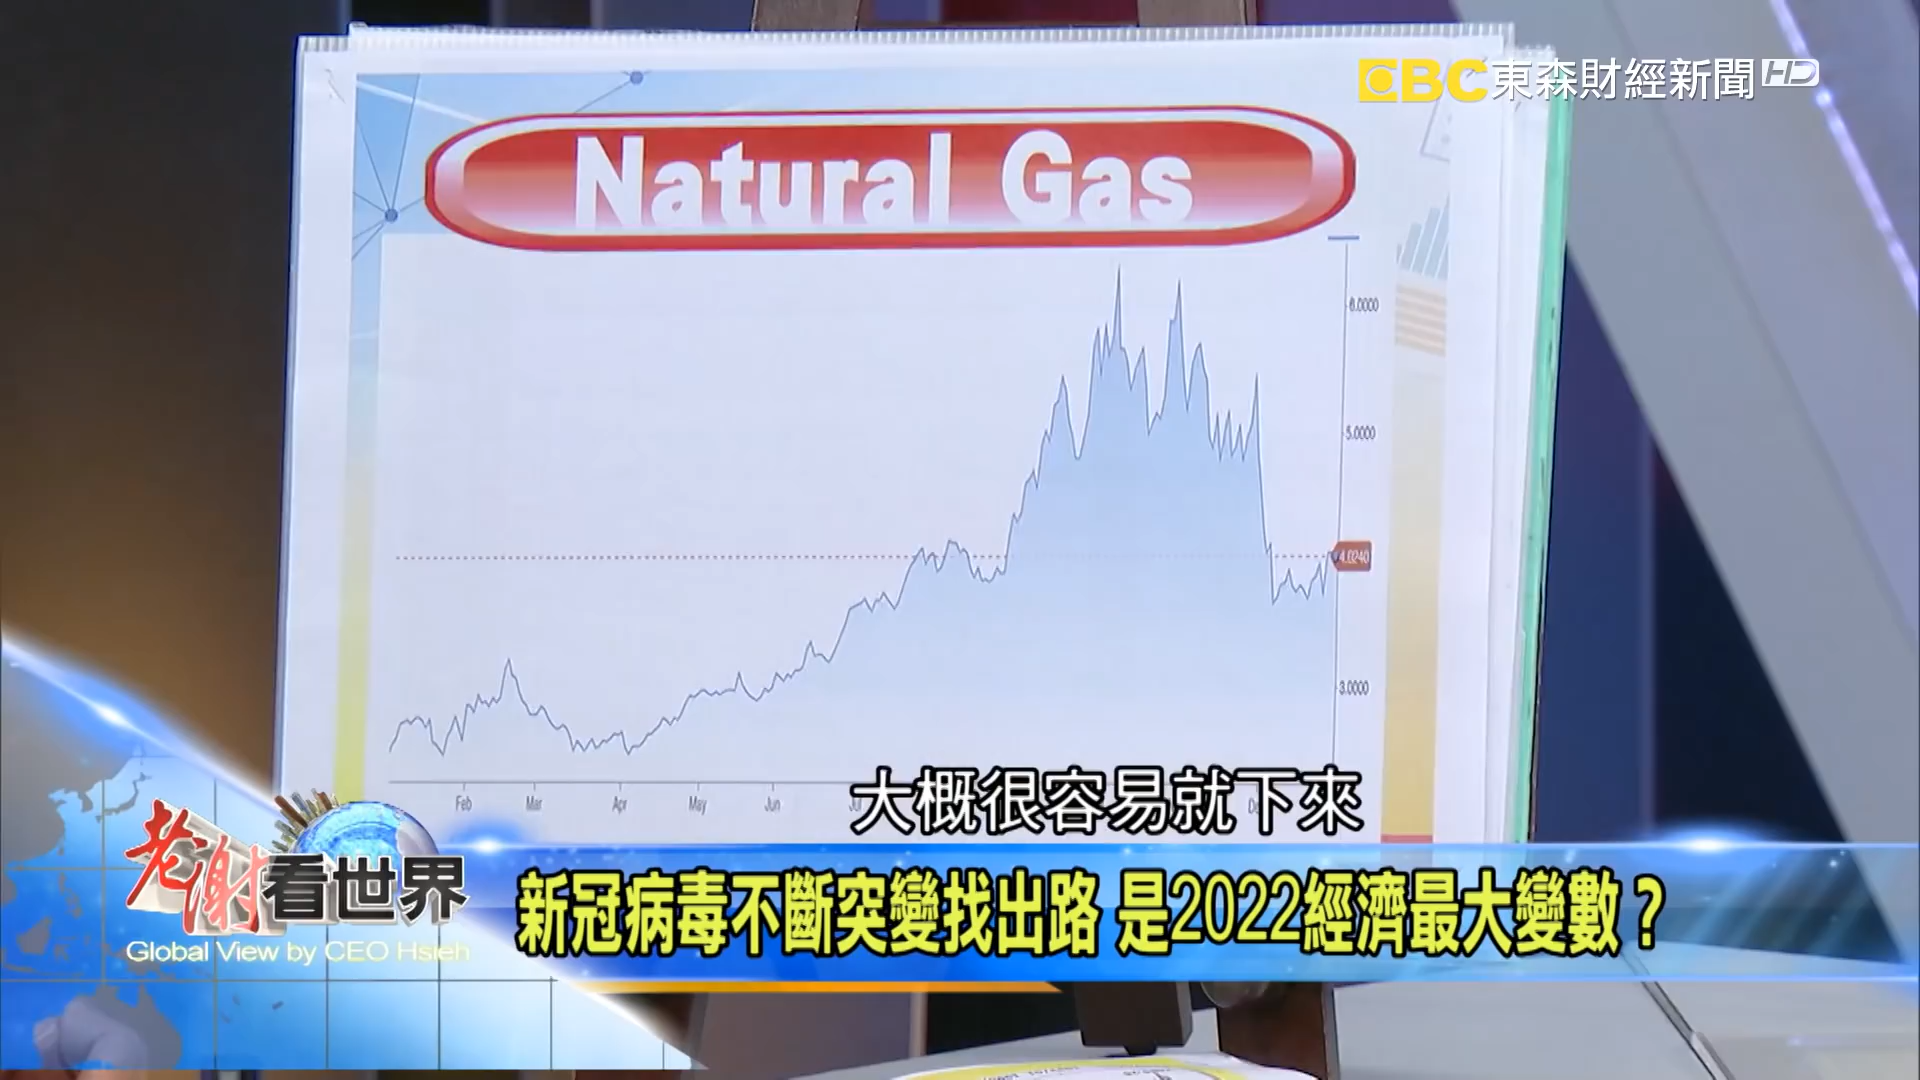 EBC東森財經新聞HD
Natural Gas
6.0000
5.0000
4.0240
3.0000
Feb
Mar
Apr
May
Jun
大概很容易就下來
老謝看世界
Global View by CEO Hsieh
新冠病毒不斷突變找出路 是2022經濟最大變數？